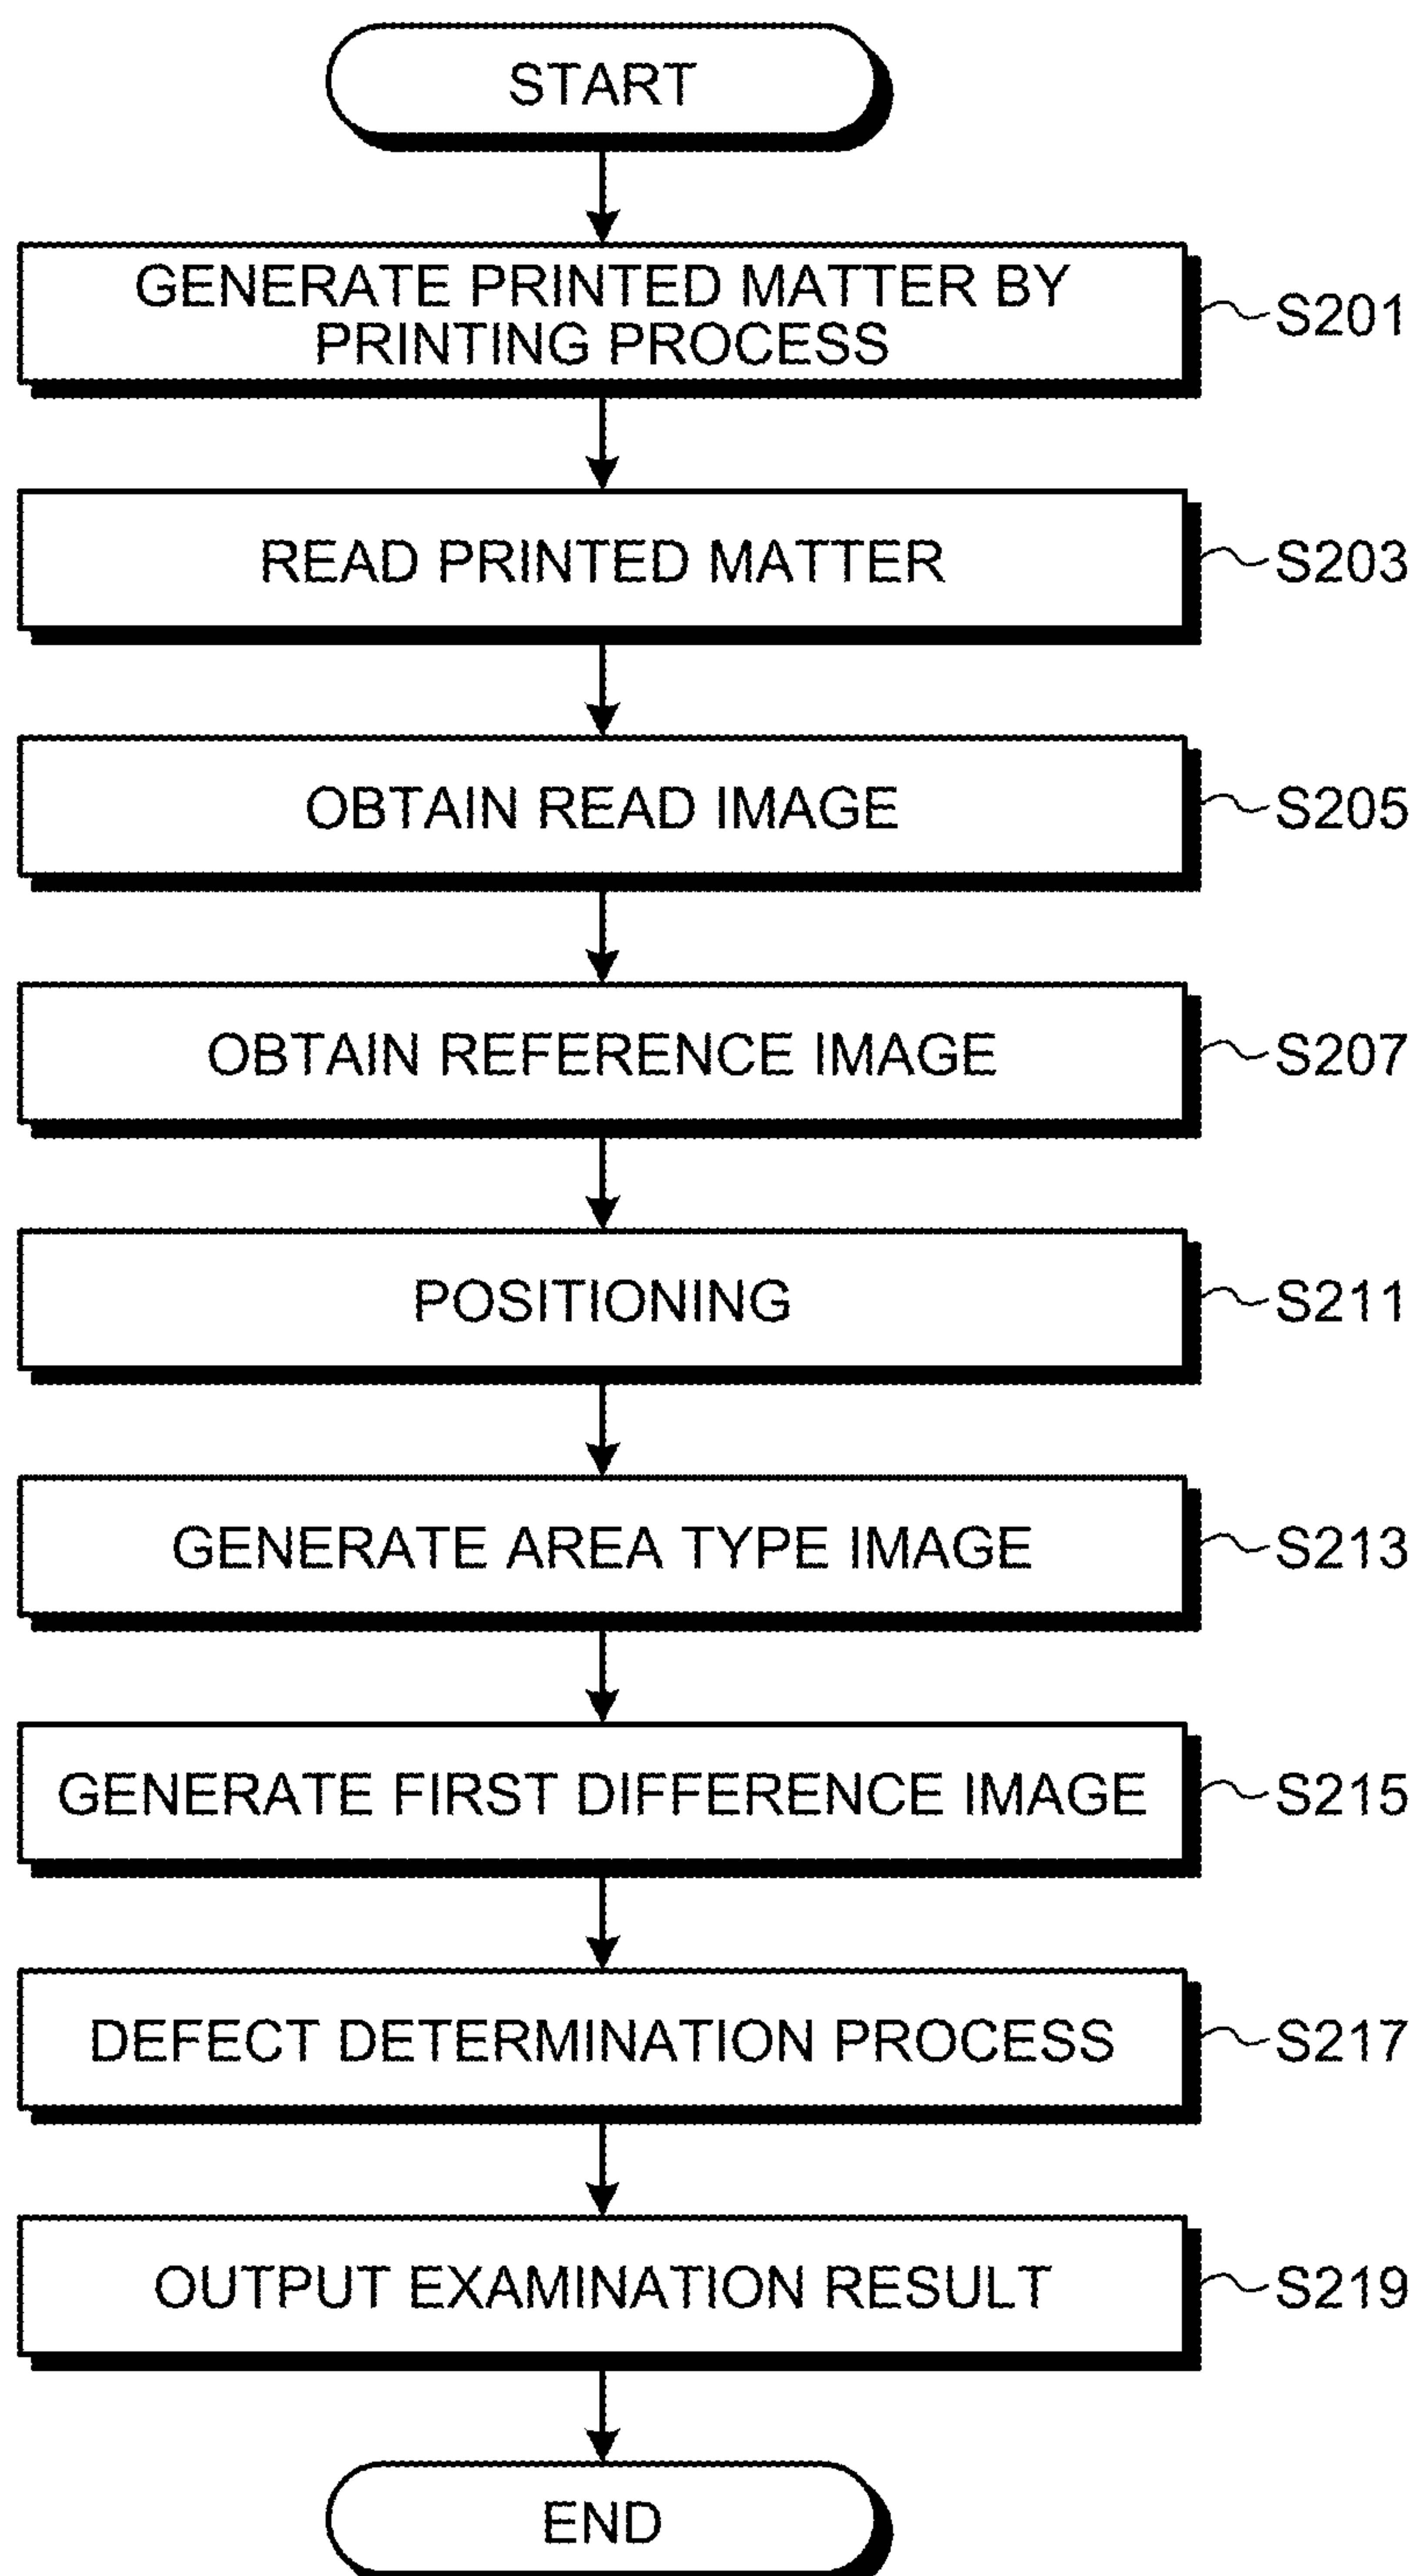 START
GENERATE PRINTED MATTER BY
PRINTING PROCESS
S201
READ PRINTED MATTER
S203
OBTAIN READ IMAGE
S205
OBTAIN REFERENCE IMAGE
S207
POSITIONING
S211
GENERATE AREA TYPE IMAGE
S213
GENERATE FIRST DIFFERENCE IMAGE
S215
DEFECT DETERMINATION PROCESS
S217
OUTPUT EXAMINATION RESULT
S219
END